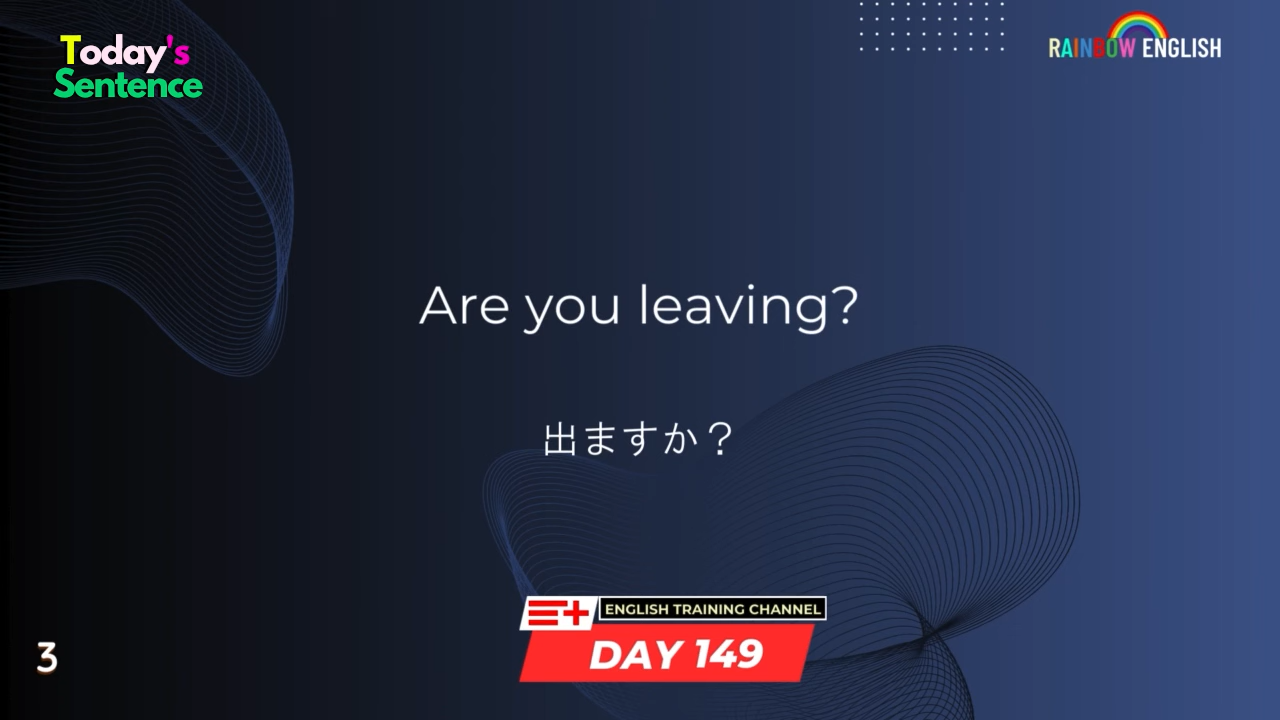 Today's
Sentence
RAINBOW ENGLISH
Are you leaving?
出ますか？
ENGLISH TRAINING CHANNEL
DAY 149
3